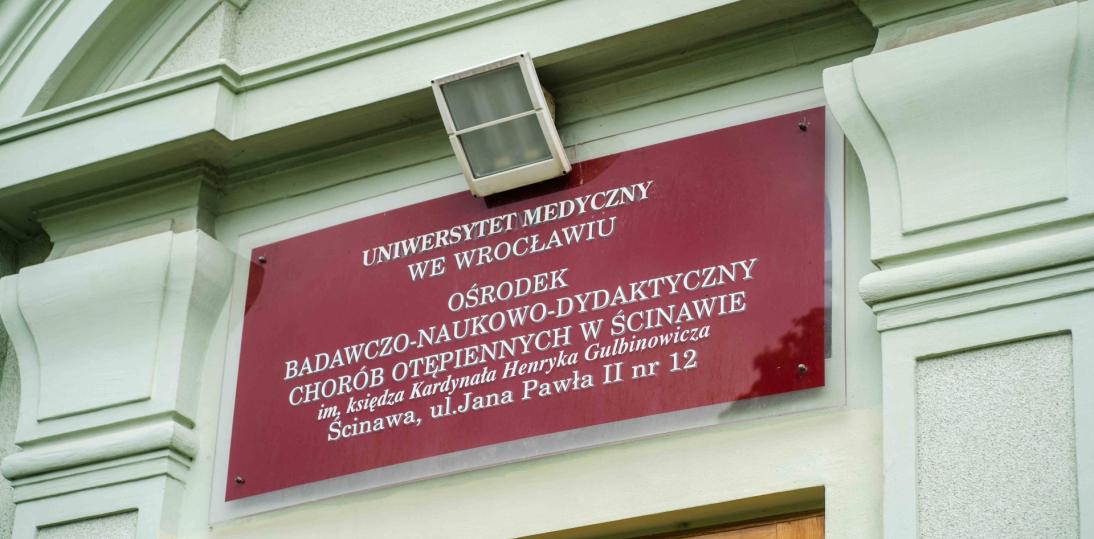 UNIWERSYTET MEDYCZNY
WE WROCŁAWIU
OŚRODEK
BADAWCZO-NAUKOWO-DYDAKTYCZNY
CHORÓB OTĘPIENNYCH W ŚCINAWIE
im. księdza Kardynała Henryka Gulbinowicza
Ścinawa, ul.Jana Pawła II nr 12